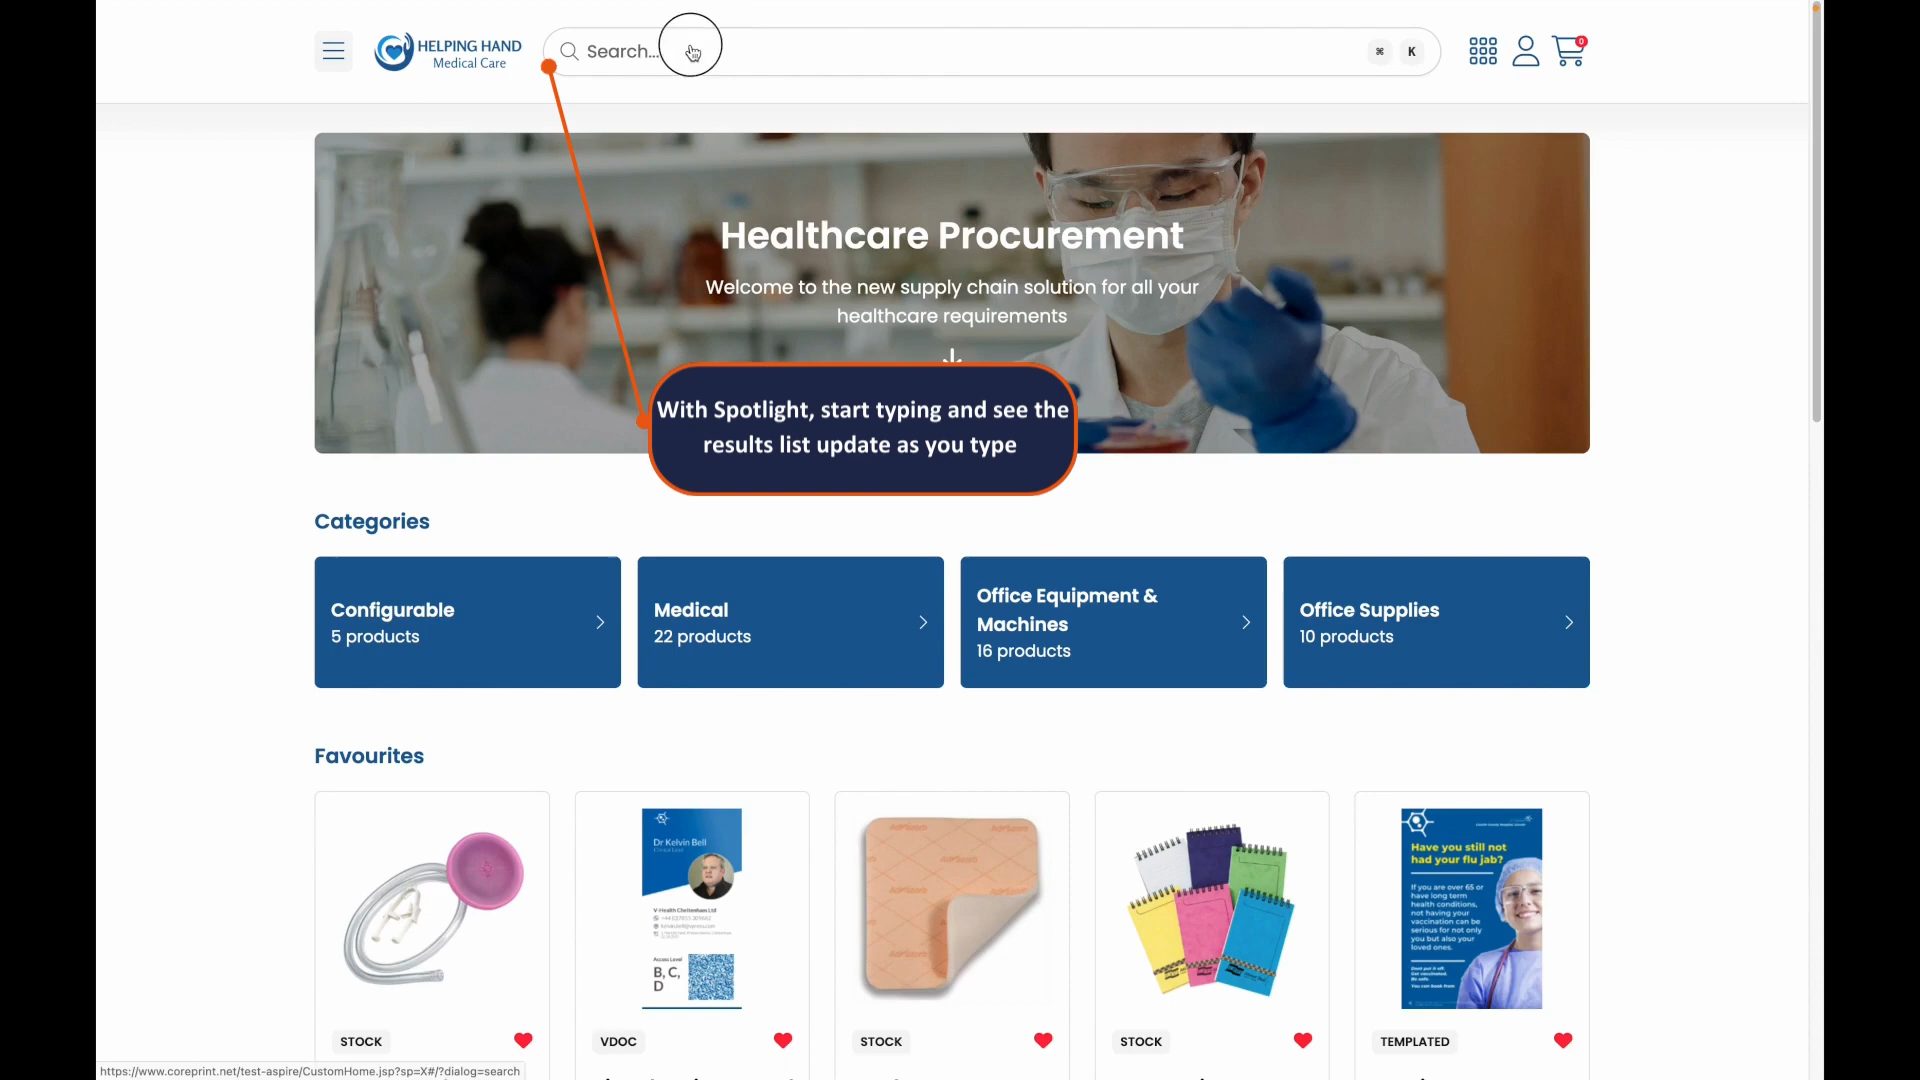 HELPING HAND
Medical Care
Search...
⌘ K
0
Healthcare Procurement
Welcome to the new supply chain solution for all your
healthcare requirements
With Spotlight, start typing and see the
results list update as you type
Categories
Configurable
5 products
Medical
22 products
Office Equipment &
Machines
16 products
Office Supplies
10 products
Favourites
Dr Kelvin Bell
Clinical Lead
V-Health Cheltenham Ltd
Access Level
B, C,
D
Have you still not
had your flu jab?
If you are over 65 or
have long term
health conditions,
not having your
vaccination can be
serious for not only
you but also your
loved ones.
Dont put it off.
Get vaccinated.
Be safe.
You can book from
STOCK
VDOC
STOCK
STOCK
TEMPLATED
https://www.coreprint.net/test-aspire/CustomHome.jsp?sp=X#/?dialog=search